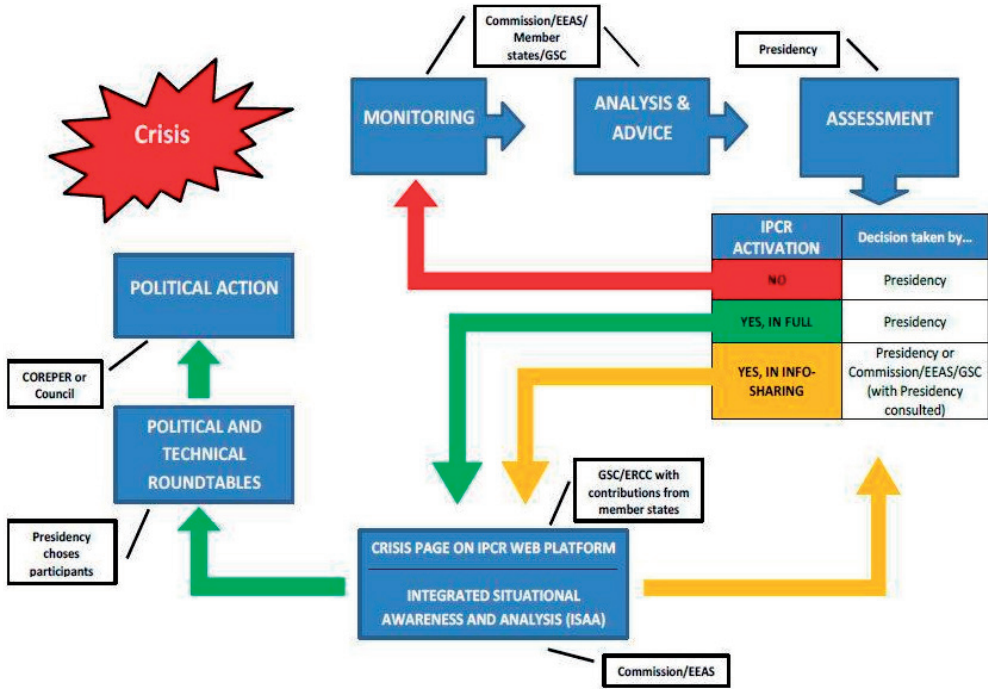 Commission/EEAS/
Member
states/GSC
Presidency
Crisis
MONITORING
ANALYSIS &
ADVICE
ASSESSMENT
IPCR
ACTIVATION
Decision taken by...
NO
Presidency
YES, IN FULL
Presidency
YES, IN INFO-
SHARING
Presidency or
Commission/EEAS/GSC
(with Presidency
consulted)
POLITICAL ACTION
COREPER or
Council
POLITICAL AND
TECHNICAL
ROUNDTABLES
Presidency
choses
participants
GSC/ERCC with
contributions from
member states
CRISIS PAGE ON IPCR WEB PLATFORM
INTEGRATED SITUATIONAL
AWARENESS AND ANALYSIS (ISAA)
Commission/EEAS